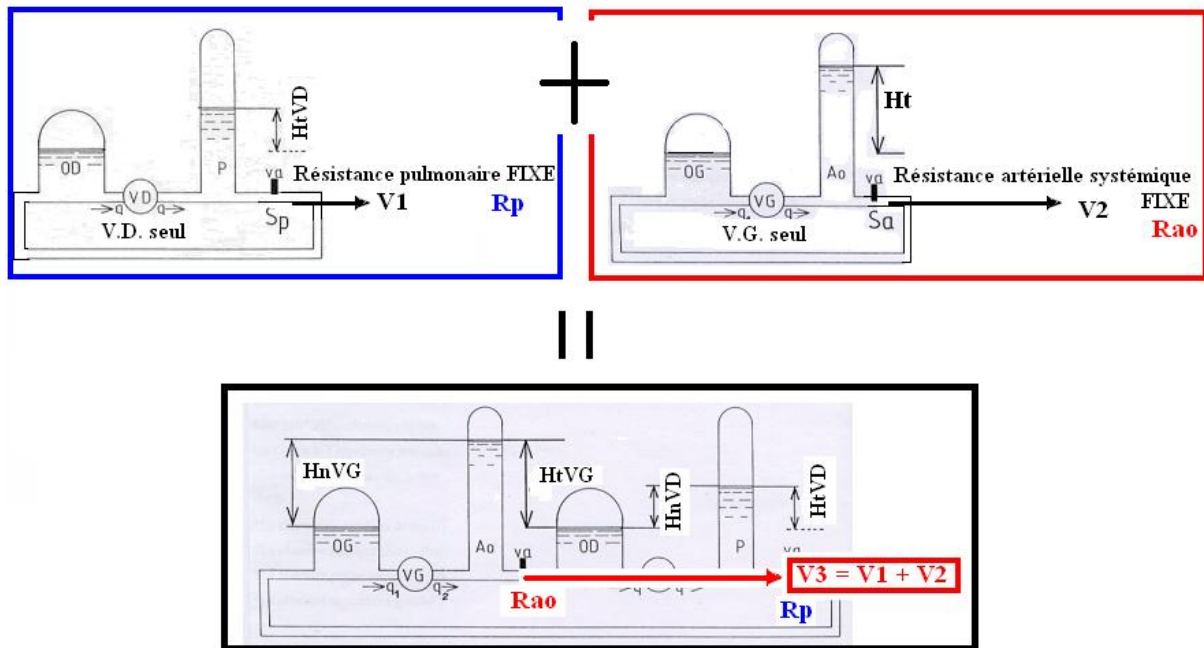 HtVD
OD
P
va
VD
q
q
Résistance pulmonaire FIXE
V1
Rp
Sp
V.D. seul
+
Ht
OG
Ao
va
VG
q
q
Résistance artérielle systémique
FIXE
V2
Rao
Sa
V.G. seul
HnVG
HtVG
HnVD
HtVD
OG
Ao
va
OD
P
va
VG
q1
q2
q
q
V3 = V1 + V2
Rao
Rp